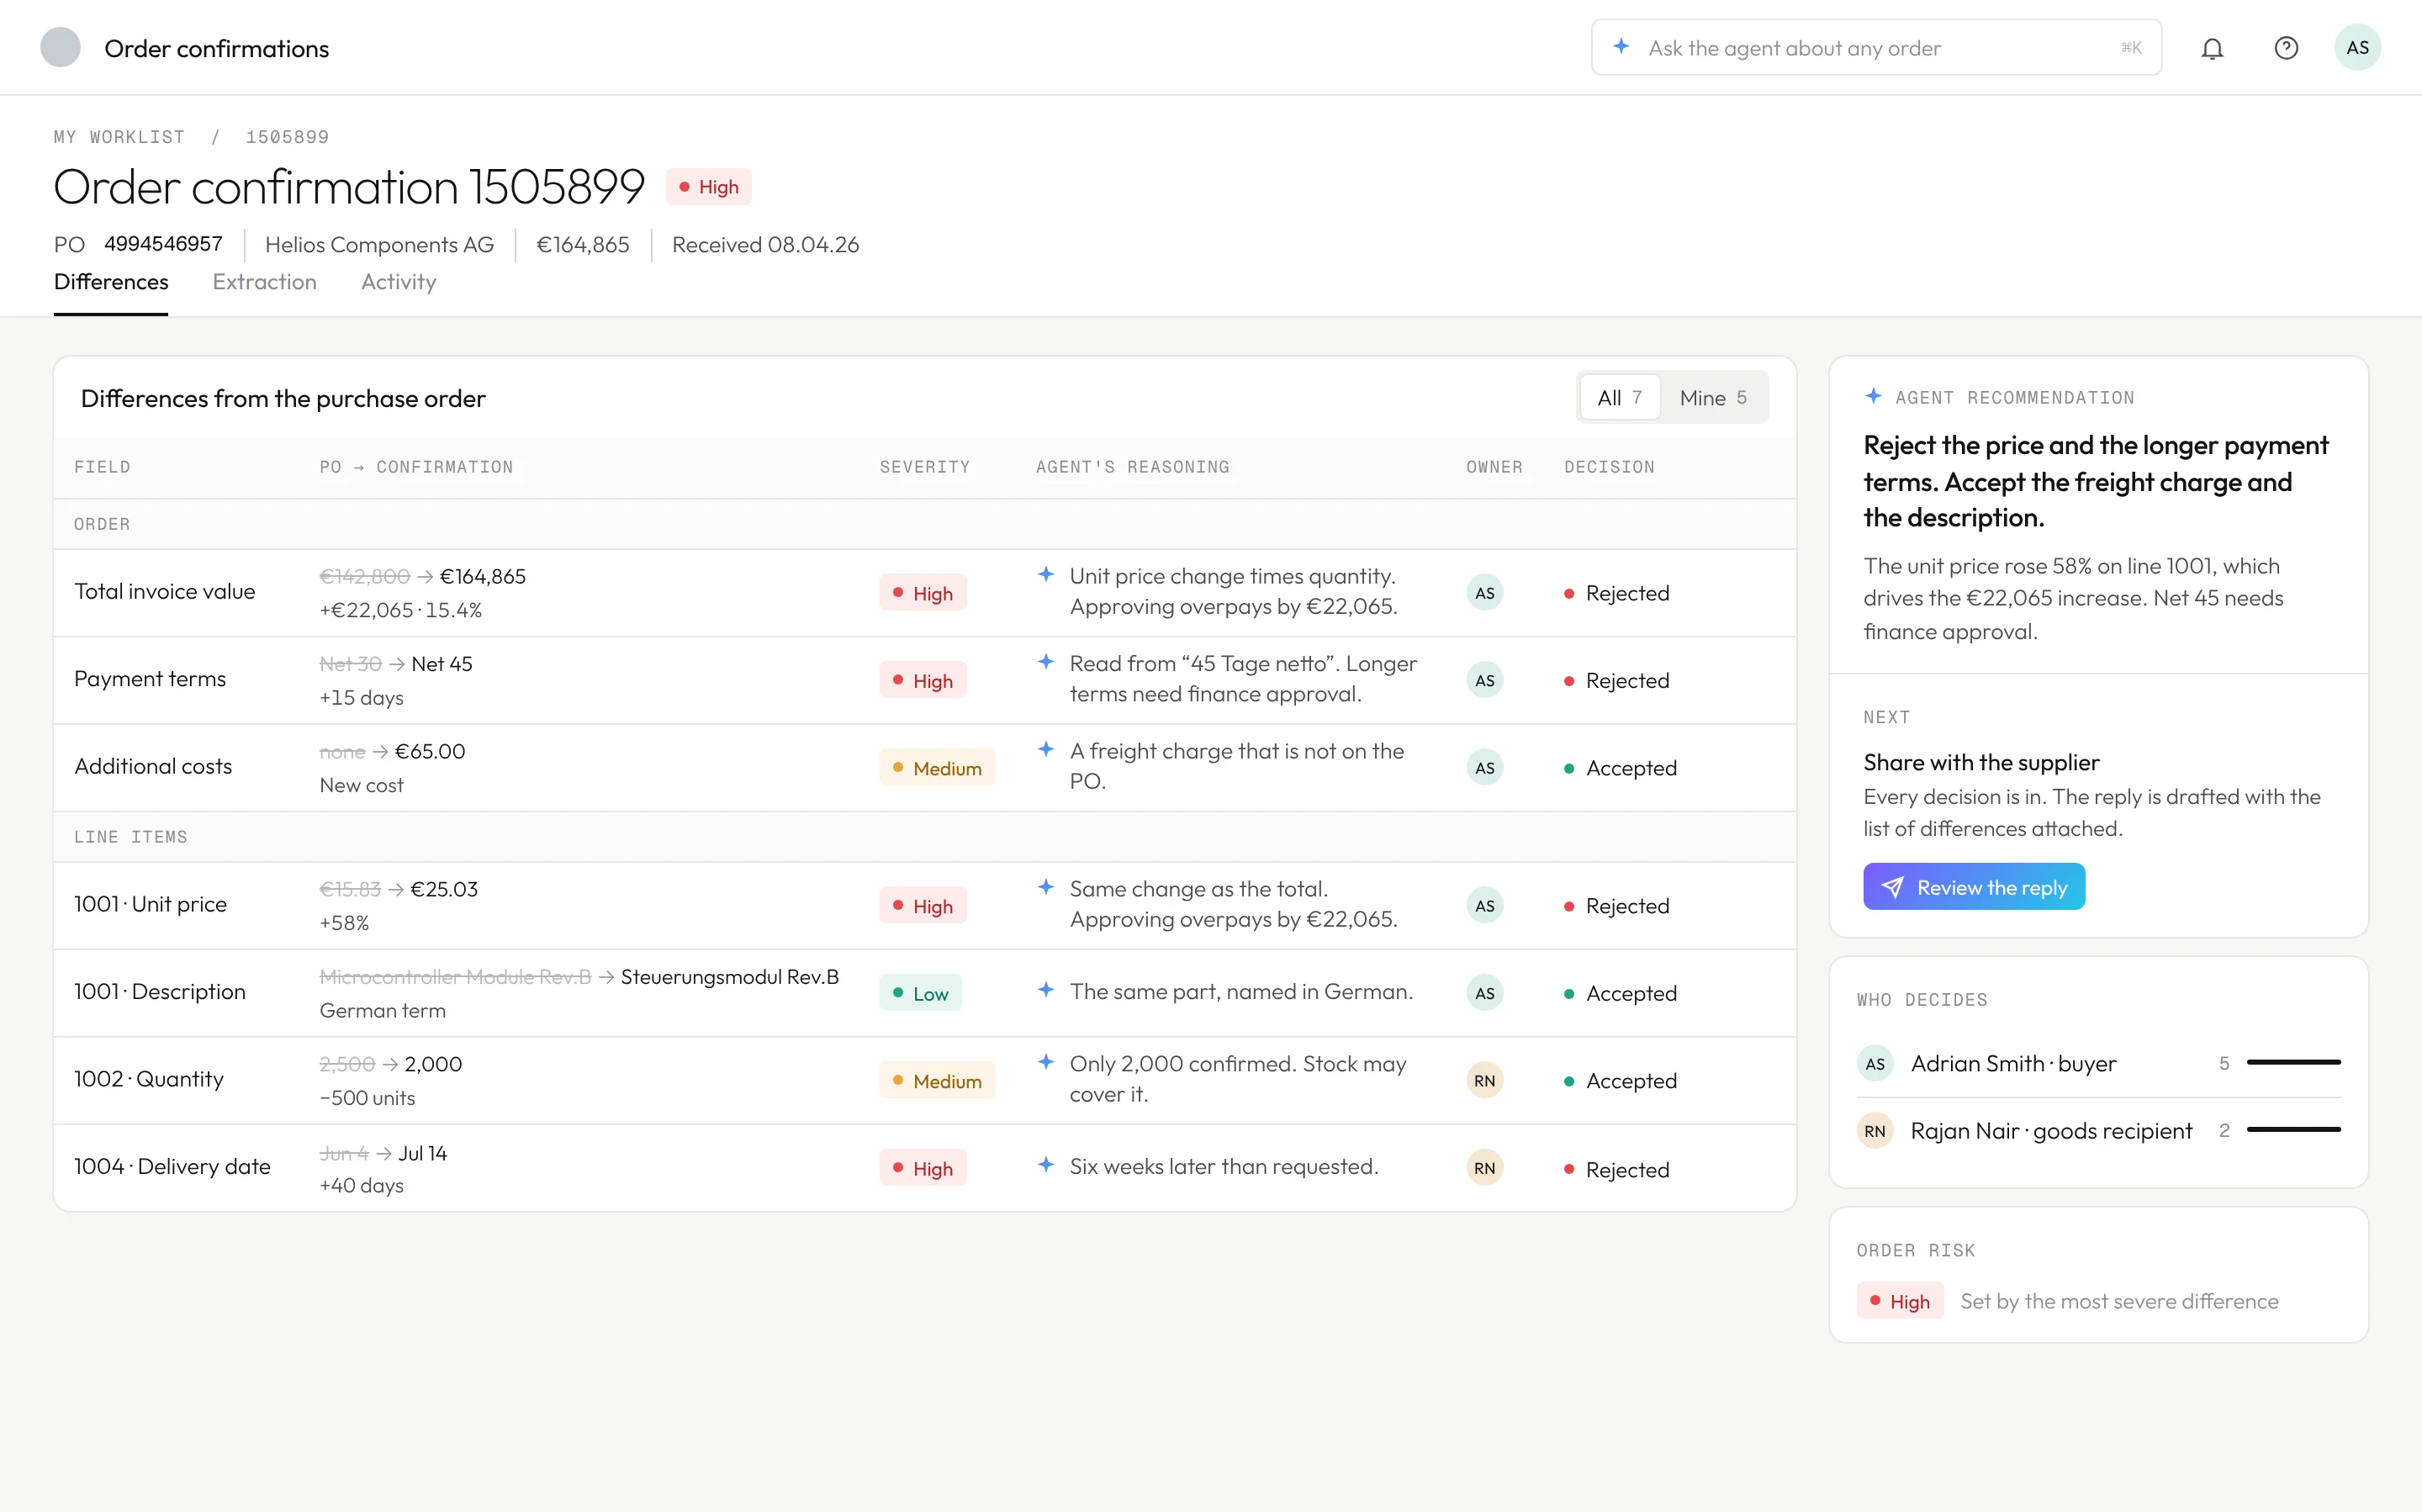 Order confirmations
Ask the agent about any order
⌘K
AS
MY WORKLIST / 1505899
Order confirmation 1505899
High
PO 4994546957
Helios Components AG
€164,865
Received 08.04.26
Differences
Extraction
Activity
Differences from the purchase order
All 7
Mine 5
FIELD
PO → CONFIRMATION
SEVERITY
AGENT'S REASONING
OWNER
DECISION
ORDER
Total invoice value
€142,800 → €164,865
+€22,065 · 15.4%
High
Unit price change times quantity.
Approving overpays by €22,065.
AS
Rejected
Payment terms
Net 30 → Net 45
+15 days
High
Read from “45 Tage netto”. Longer
terms need finance approval.
AS
Rejected
Additional costs
none → €65.00
New cost
Medium
A freight charge that is not on the
PO.
AS
Accepted
LINE ITEMS
1001 · Unit price
€15.83 → €25.03
+58%
High
Same change as the total.
Approving overpays by €22,065.
AS
Rejected
1001 · Description
Microcontroller Module Rev.B → Steuerungsmodul Rev.B
German term
Low
The same part, named in German.
AS
Accepted
1002 · Quantity
2,500 → 2,000
−500 units
Medium
Only 2,000 confirmed. Stock may
cover it.
RN
Accepted
1004 · Delivery date
Jun 4 → Jul 14
+40 days
High
Six weeks later than requested.
RN
Rejected
AGENT RECOMMENDATION
Reject the price and the longer payment
terms. Accept the freight charge and
the description.
The unit price rose 58% on line 1001, which
drives the €22,065 increase. Net 45 needs
finance approval.
NEXT
Share with the supplier
Every decision is in. The reply is drafted with the
list of differences attached.
Review the reply
WHO DECIDES
AS Adrian Smith · buyer 5
RN Rajan Nair · goods recipient 2
ORDER RISK
High Set by the most severe difference